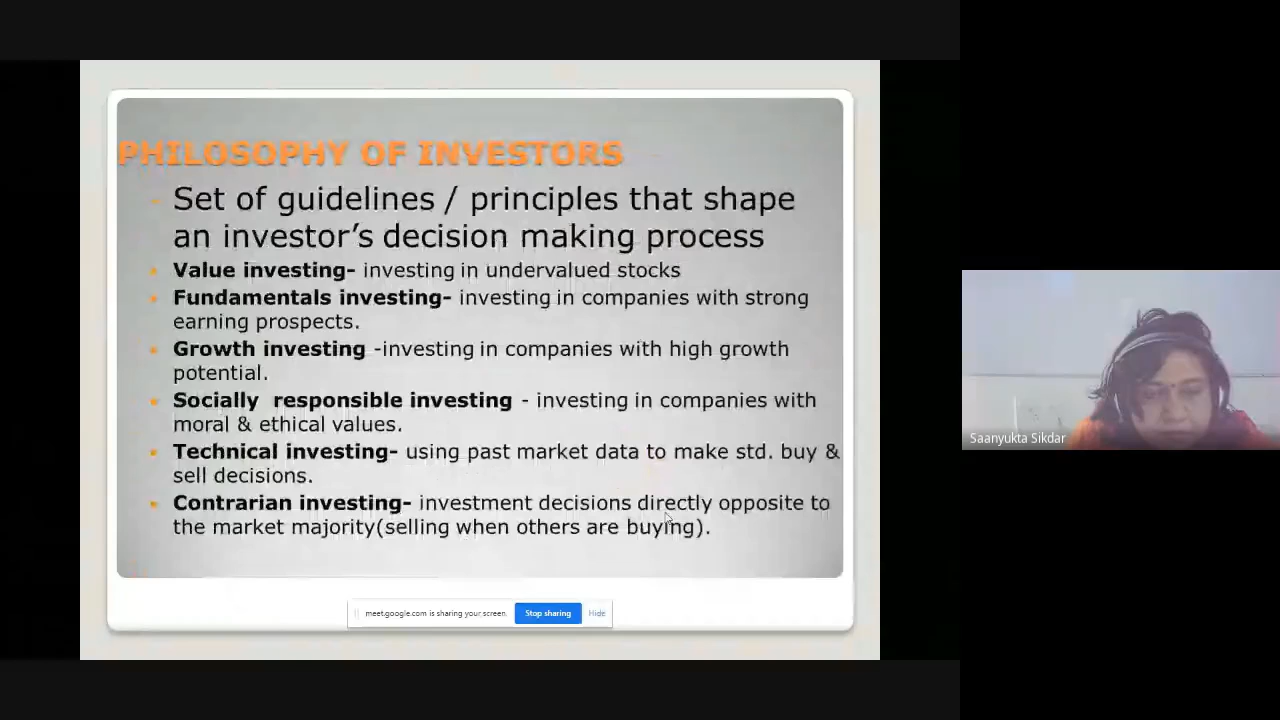 PHILOSOPHY OF INVESTORS
Set of guidelines / principles that shape
an investor's decision making process
Value investing- investing in undervalued stocks
Fundamentals investing- investing in companies with strong
earning prospects.
Growth investing -investing in companies with high growth
potential.
Socially responsible investing - investing in companies with
moral & ethical values.
Technical investing- using past market data to make std. buy &
sell decisions.
Contrarian investing- investment decisions directly opposite to
the market majority(selling when others are buying).
meet.google.com is sharing your screen. Stop sharing Hide
Saanyukta Sikdar